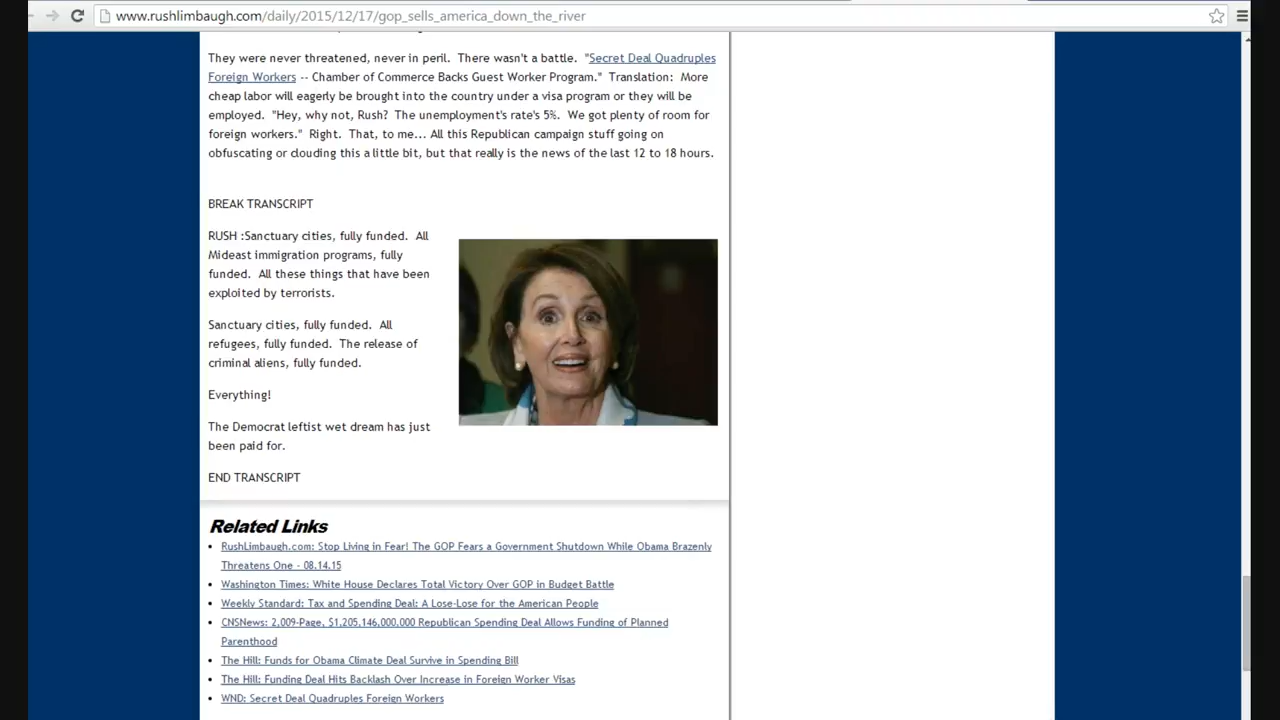 www.rushlimbaugh.com/daily/2015/12/17/gop_sells_america_down_the_river
They were never threatened, never in peril.  There wasn't a battle.  "Secret Deal Quadruples
Foreign Workers -- Chamber of Commerce Backs Guest Worker Program."  Translation:  More
cheap labor will eagerly be brought into the country under a visa program or they will be
employed.  "Hey, why not, Rush?  The unemployment's rate's 5%.  We got plenty of room for
foreign workers."  Right.  That, to me... All this Republican campaign stuff going on
obfuscating or clouding this a little bit, but that really is the news of the last 12 to 18 hours.
BREAK TRANSCRIPT
RUSH :Sanctuary cities, fully funded.  All
Mideast immigration programs, fully
funded.  All these things that have been
exploited by terrorists.
Sanctuary cities, fully funded.  All
refugees, fully funded.  The release of
criminal aliens, fully funded.
Everything!
The Democrat leftist wet dream has just
been paid for.
END TRANSCRIPT
Related Links
• RushLimbaugh.com: Stop Living in Fear! The GOP Fears a Government Shutdown While Obama Brazenly
Threatens One - 08.14.15
• Washington Times: White House Declares Total Victory Over GOP in Budget Battle
• Weekly Standard: Tax and Spending Deal: A Lose-Lose for the American People
• CNSNews: 2,009-Page, $1,205,146,000,000 Republican Spending Deal Allows Funding of Planned
Parenthood
• The Hill: Funds for Obama Climate Deal Survive in Spending Bill
• The Hill: Funding Deal Hits Backlash Over Increase in Foreign Worker Visas
• WND: Secret Deal Quadruples Foreign Workers